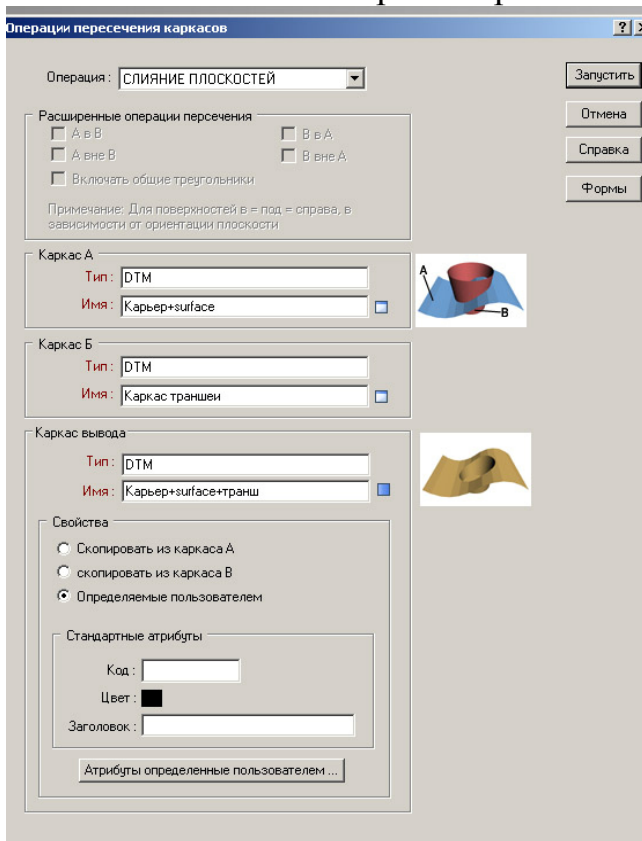 Операции пересечения каркасов
Операция : СЛИЯНИЕ ПЛОСКОСТЕЙ
Запустить
Отмена
Справка
Формы
Расширенные операции персечения
А в В
В в А
А вне В
В вне А
Включать общие треугольники
Примечание: Для поверхностей в = под = справа, в
зависимости от ориентации плоскости
Каркас А
Тип : DTM
Имя : Карьер+surface
A
B
Каркас Б
Тип : DTM
Имя : Каркас траншеи
Каркас вывода
Тип : DTM
Имя : Карьер+surface+транш
Свойства
Скопировать из каркаса А
скопировать из каркаса В
Определяемые пользователем
Стандартные атрибуты
Код :
Цвет :
Заголовок :
Атрибуты определенные пользователем ...